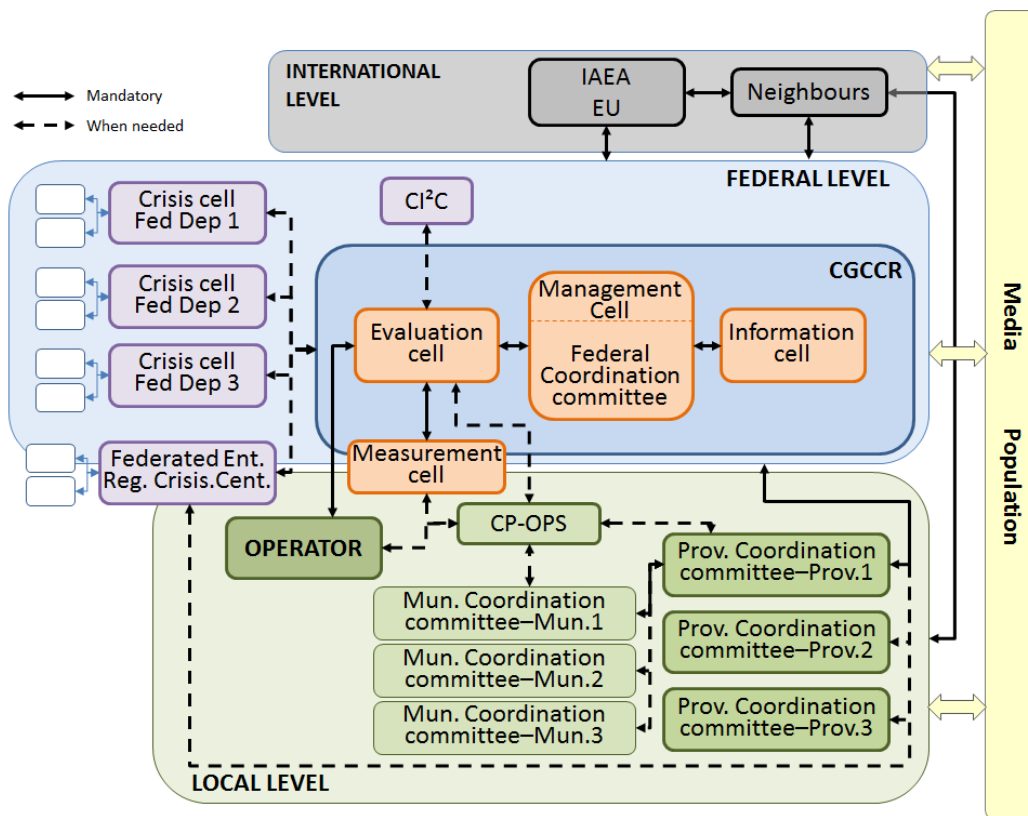 INTERNATIONAL
LEVEL
IAEA
EU
Neighbours
Mandatory
When needed
FEDERAL LEVEL
Crisis cell
Fed Dep 1
CI²C
CGCCR
Crisis cell
Fed Dep 2
Management
Cell
Evaluation
cell
Federal
Coordination
committee
Information
cell
Crisis cell
Fed Dep 3
Media
Population
Federated Ent.
Reg. Crisis.Cent.
Measurement
cell
OPERATOR
CP-OPS
Prov. Coordination
committee–Prov.1
Mun. Coordination
committee–Mun.1
Prov. Coordination
committee–Prov.2
Mun. Coordination
committee–Mun.2
Prov. Coordination
committee–Prov.3
Mun. Coordination
committee–Mun.3
LOCAL LEVEL